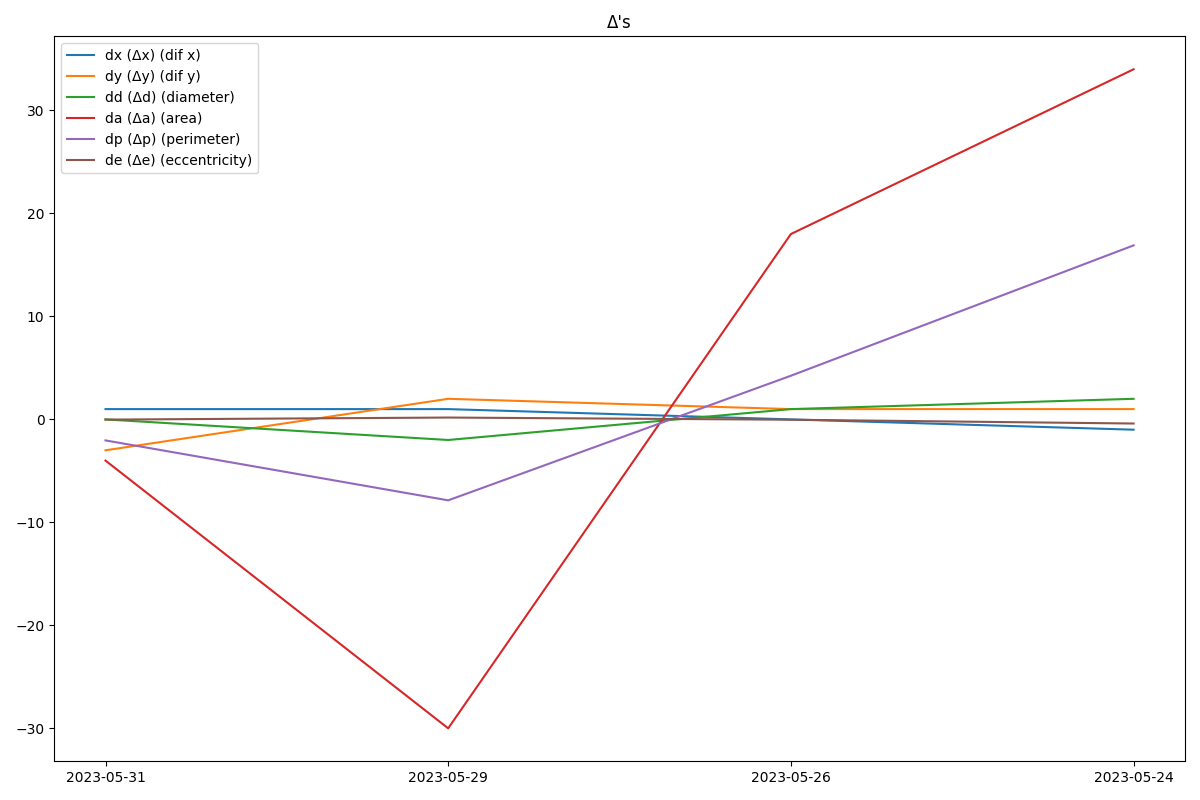 Δ's
dx (Δx) (dif x)
dy (Δy) (dif y)
dd (Δd) (diameter)
da (Δa) (area)
dp (Δp) (perimeter)
de (Δe) (eccentricity)
30
20
10
0
−10
−20
−30
2023-05-31 2023-05-29 2023-05-26 2023-05-24